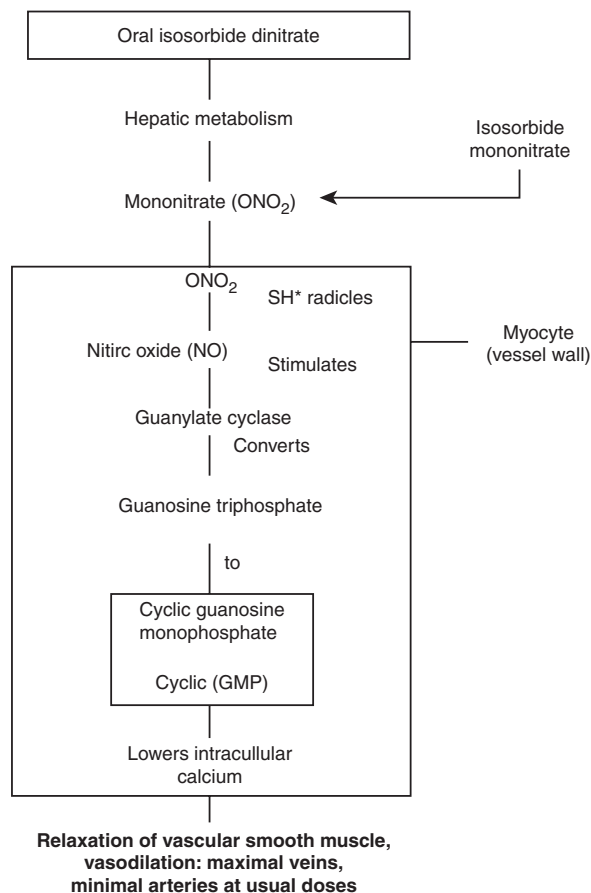 Oral isosorbide dinitrate
Hepatic metabolism
Isosorbide
mononitrate
Mononitrate (ONO₂)
ONO₂
SH* radicles
Nitirc oxide (NO)
Stimulates
Myocyte
(vessel wall)
Guanylate cyclase
Converts
Guanosine triphosphate
to
Cyclic guanosine
monophosphate
Cyclic (GMP)
Lowers intracullular
calcium
Relaxation of vascular smooth muscle,
vasodilation: maximal veins,
minimal arteries at usual doses